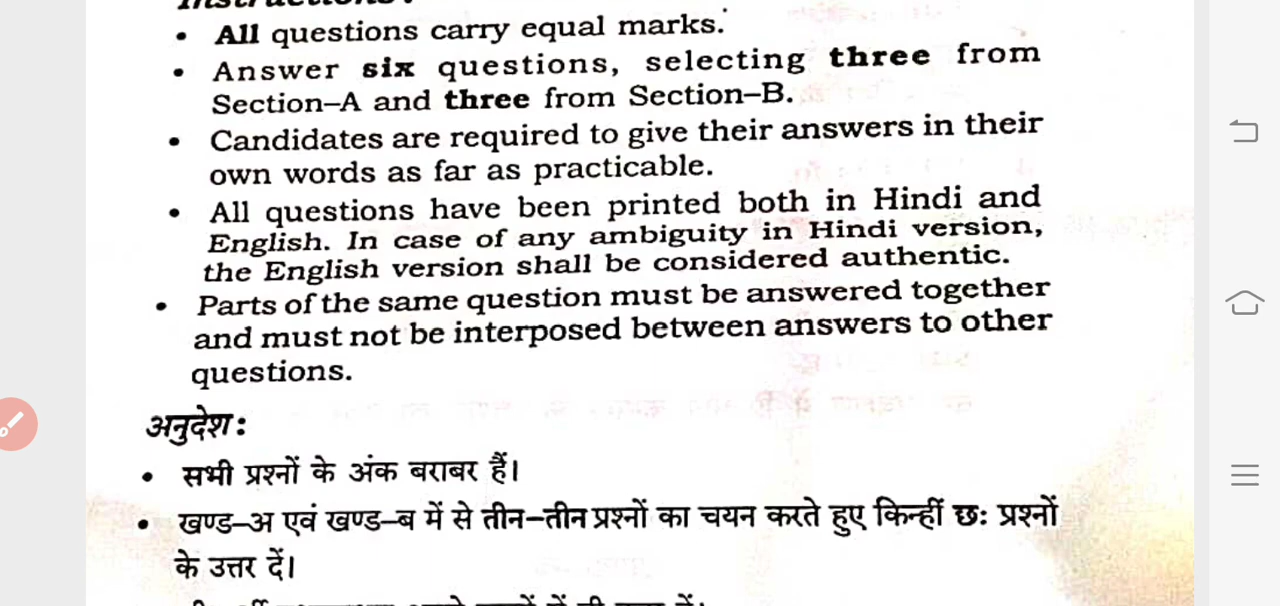 Instructions :
• All questions carry equal marks.
• Answer six questions, selecting three from
Section–A and three from Section–B.
• Candidates are required to give their answers in their
own words as far as practicable.
• All questions have been printed both in Hindi and
English. In case of any ambiguity in Hindi version,
the English version shall be considered authentic.
• Parts of the same question must be answered together
and must not be interposed between answers to other
questions.
अनुदेश :
• सभी प्रश्नों के अंक बराबर हैं।
• खण्ड–अ एवं खण्ड–ब में से तीन–तीन प्रश्नों का चयन करते हुए किन्हीं छः प्रश्नों
के उत्तर दें।